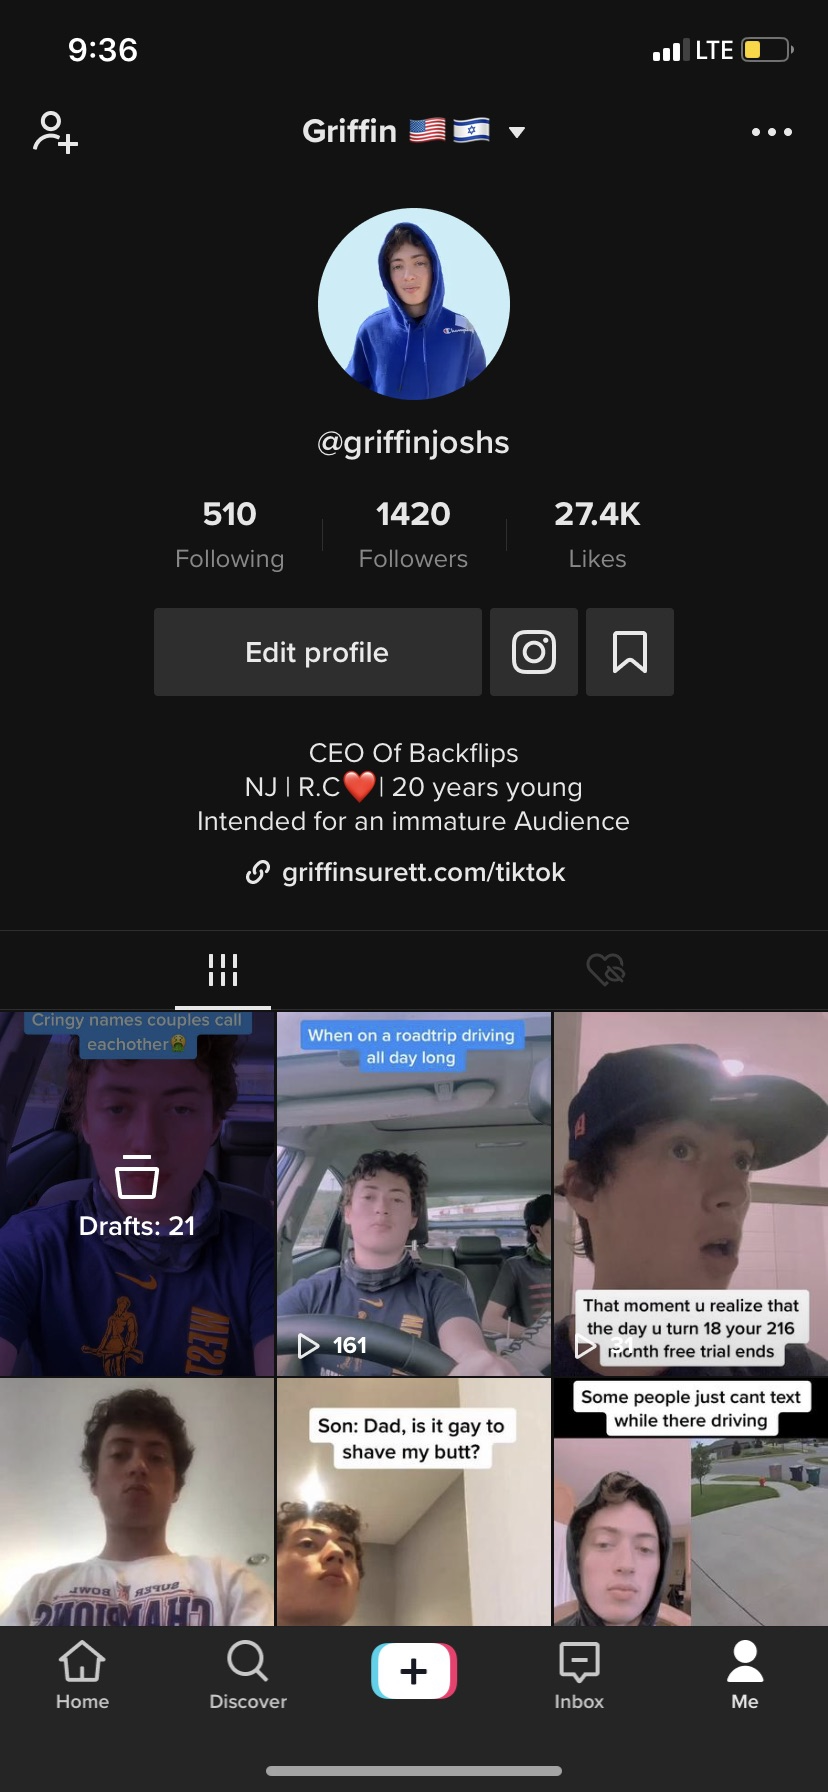 9:36
LTE
Griffin 🇺🇸🇮🇱
Champion
@griffinjoshs
510
1420
27.4K
Following
Followers
Likes
Edit profile
CEO Of Backflips
NJ | R.C❤️| 20 years young
Intended for an immature Audience
griffinsurett.com/tiktok
Cringy names couples call
eachother🤮
Drafts: 21
When on a roadtrip driving
all day long
161
That moment u realize that
the day u turn 18 your 216
month free trial ends
SUPER BOWL
CHAMPIONS
Son: Dad, is it gay to
shave my butt?
Some people just cant text
while there driving
Home
Discover
Inbox
Me